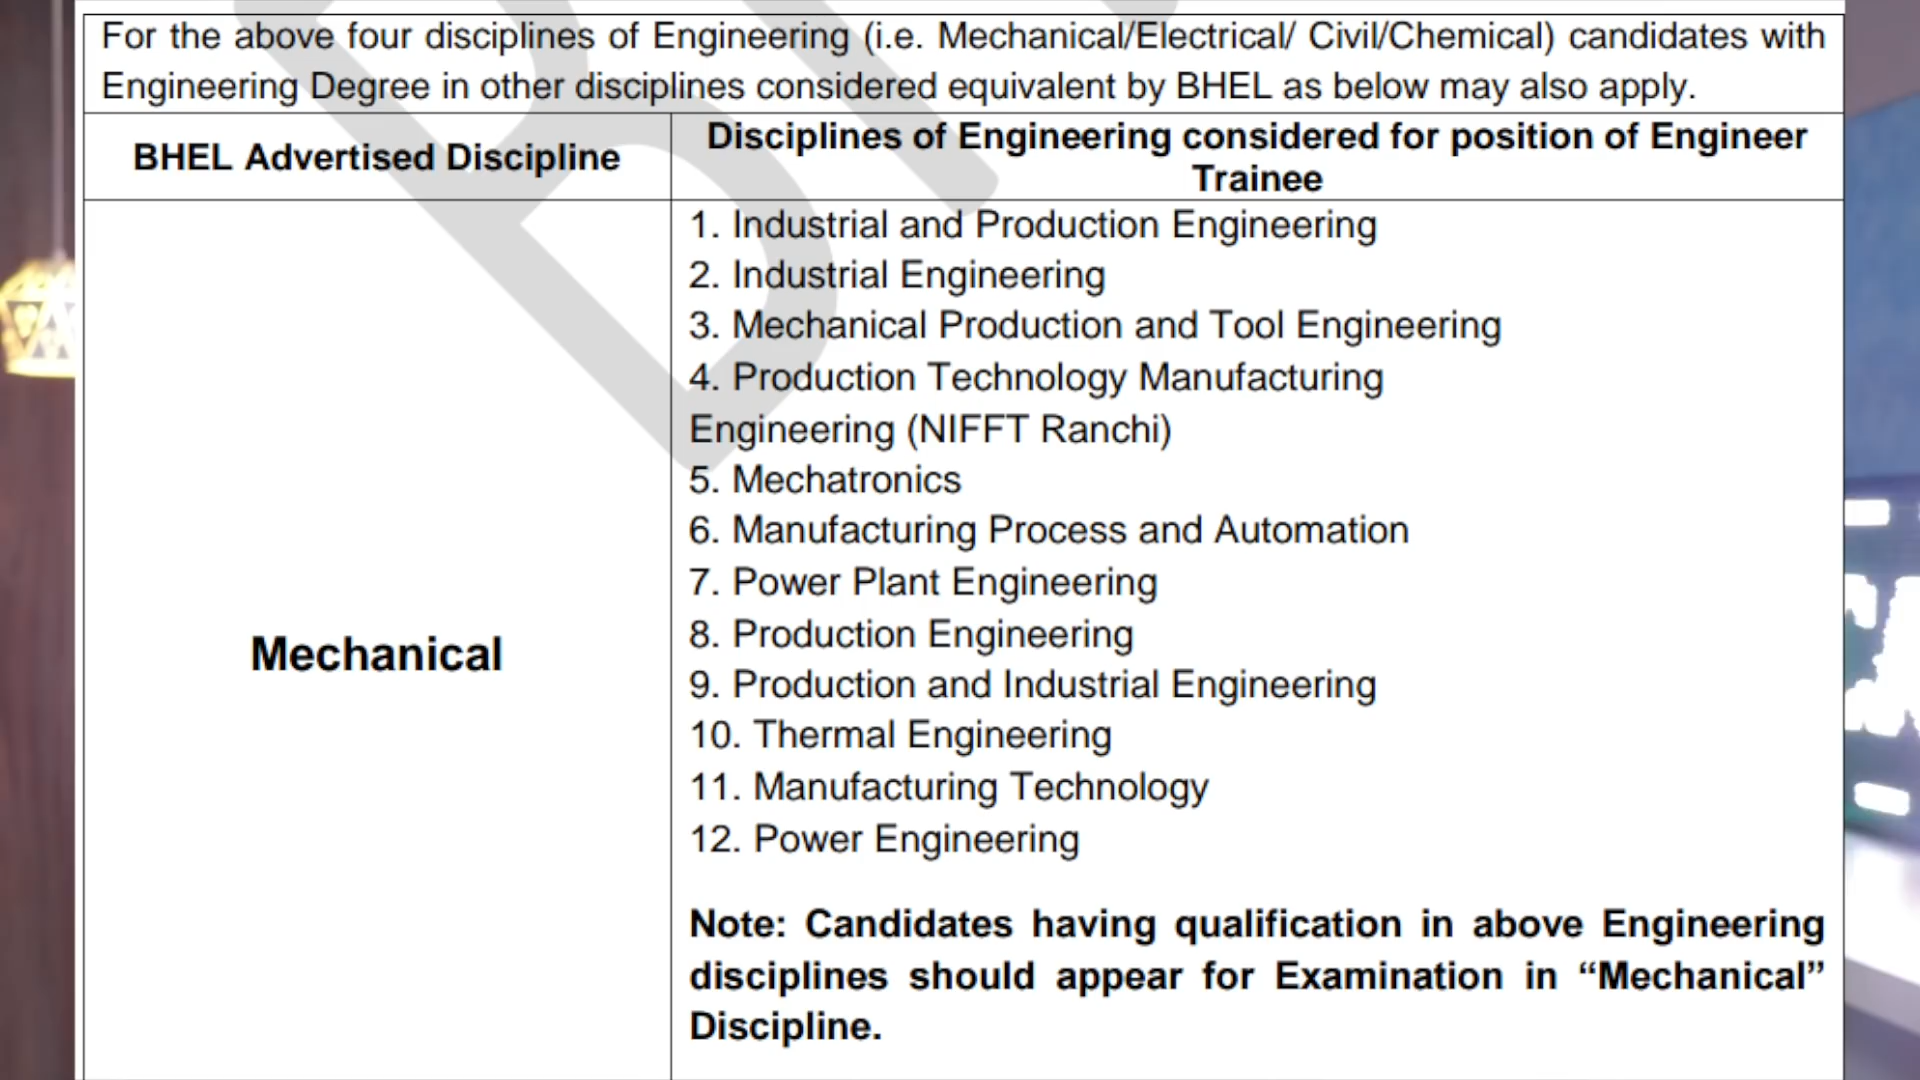 For the above four disciplines of Engineering (i.e. Mechanical/Electrical/ Civil/Chemical) candidates with
Engineering Degree in other disciplines considered equivalent by BHEL as below may also apply.
BHEL Advertised Discipline
Disciplines of Engineering considered for position of Engineer
Trainee
Mechanical
1. Industrial and Production Engineering
2. Industrial Engineering
3. Mechanical Production and Tool Engineering
4. Production Technology Manufacturing
Engineering (NIFFT Ranchi)
5. Mechatronics
6. Manufacturing Process and Automation
7. Power Plant Engineering
8. Production Engineering
9. Production and Industrial Engineering
10. Thermal Engineering
11. Manufacturing Technology
12. Power Engineering
Note: Candidates having qualification in above Engineering
disciplines should appear for Examination in “Mechanical”
Discipline.